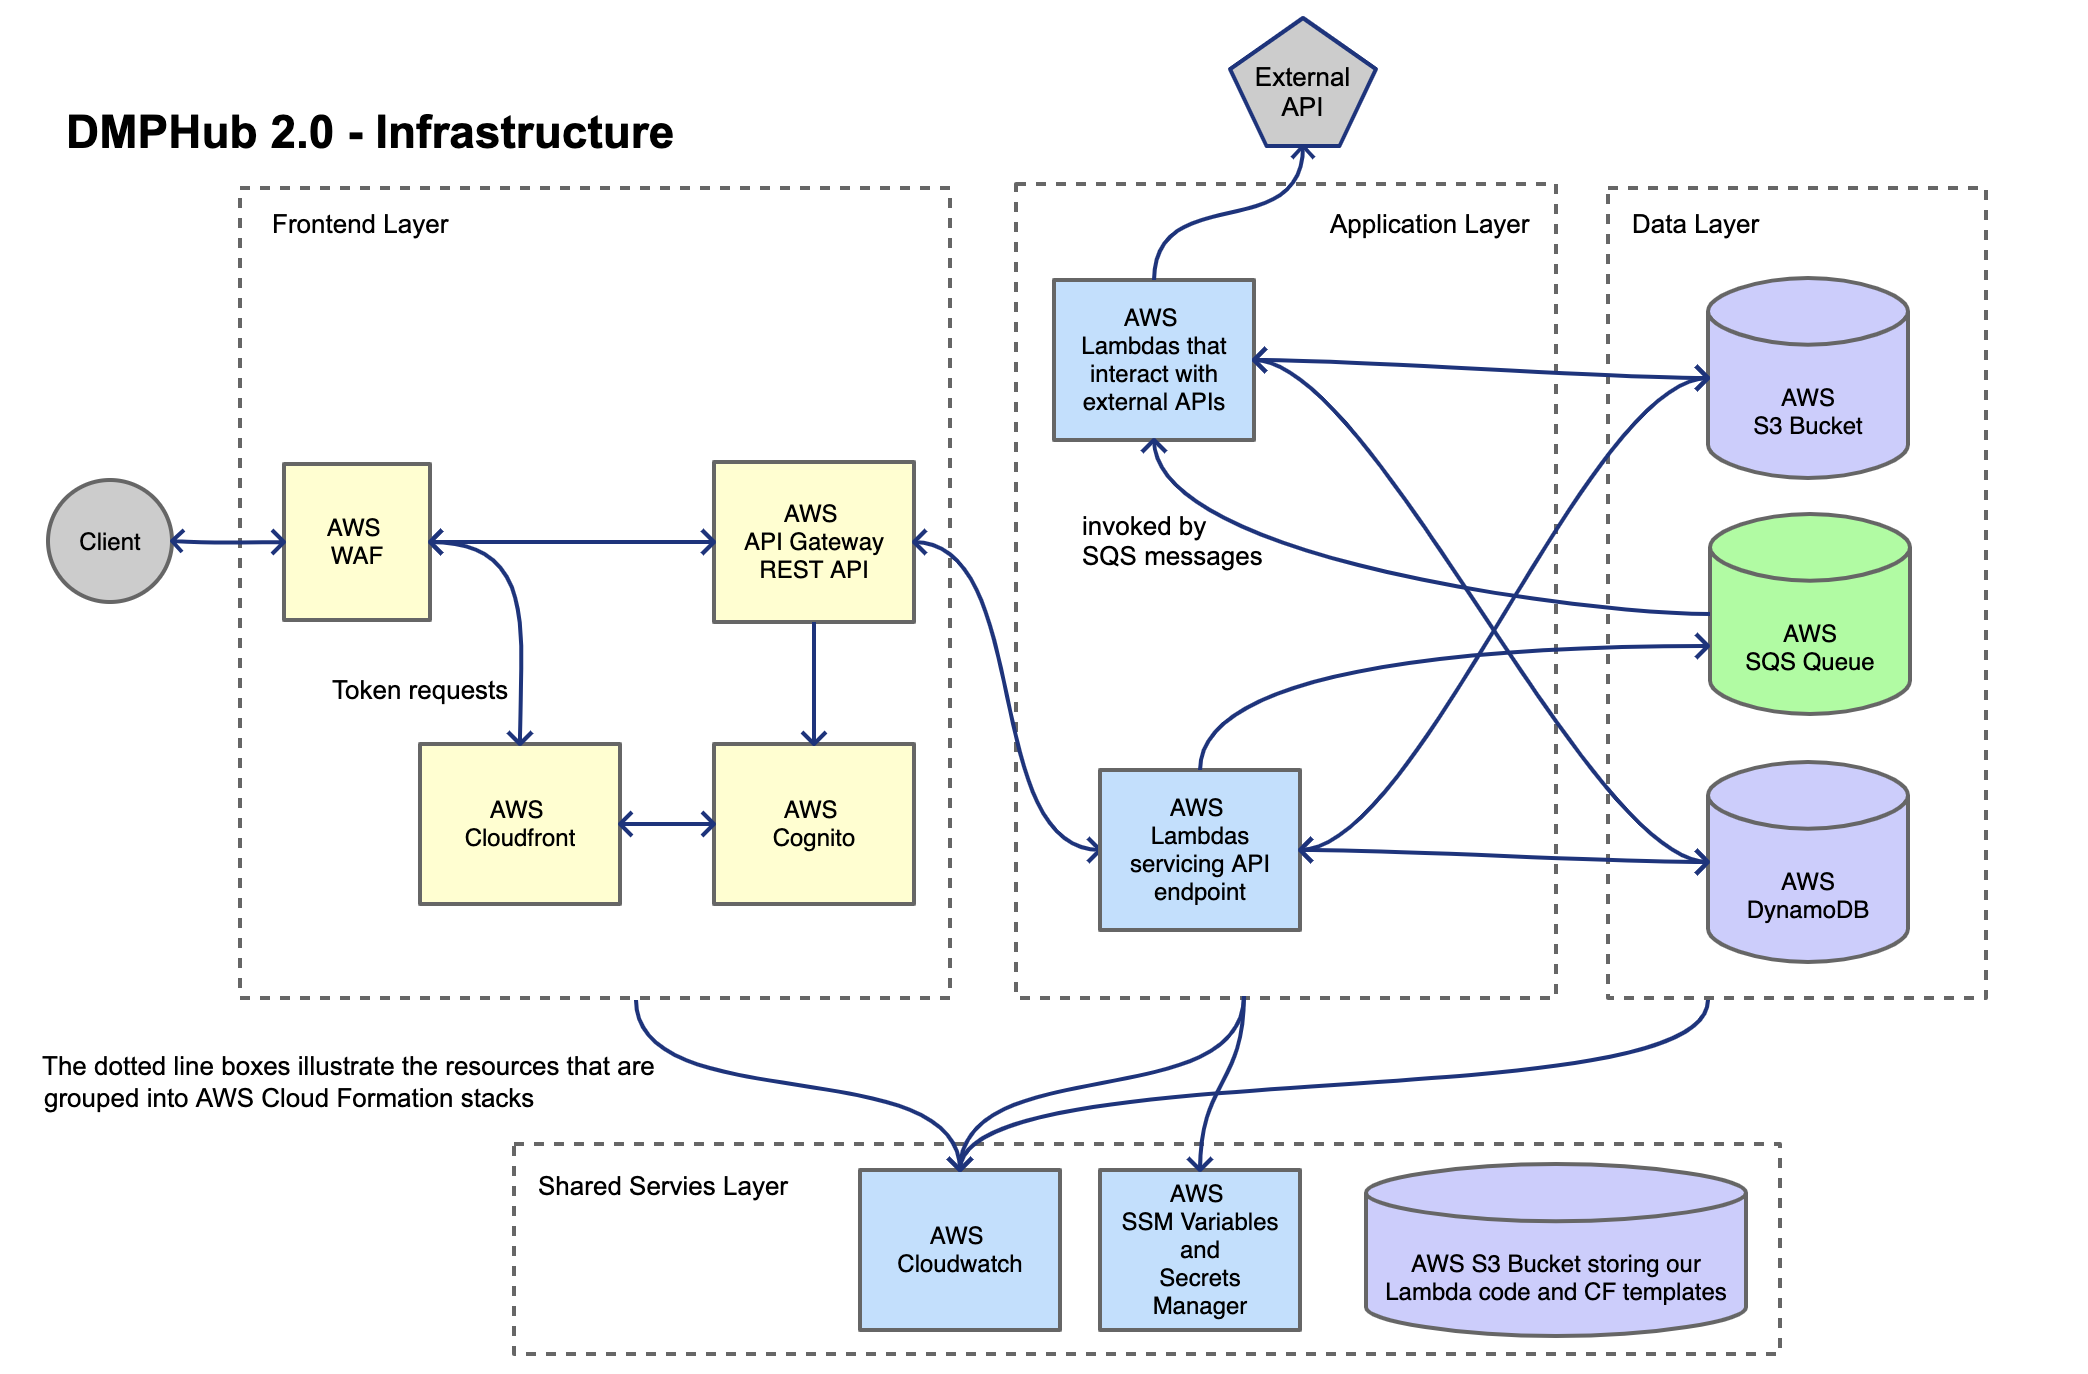 External
API
DMPHub 2.0 - Infrastructure
Frontend Layer
Application Layer
Data Layer
AWS
Lambdas that
interact with
external APIs
AWS
S3 Bucket
Client
AWS
WAF
AWS
API Gateway
REST API
invoked by
SQS messages
AWS
SQS Queue
Token requests
AWS
Cloudfront
AWS
Cognito
AWS
Lambdas
servicing API
endpoint
AWS
DynamoDB
The dotted line boxes illustrate the resources that are
grouped into AWS Cloud Formation stacks
Shared Servies Layer
AWS
Cloudwatch
AWS
SSM Variables
and
Secrets
Manager
AWS S3 Bucket storing our
Lambda code and CF templates